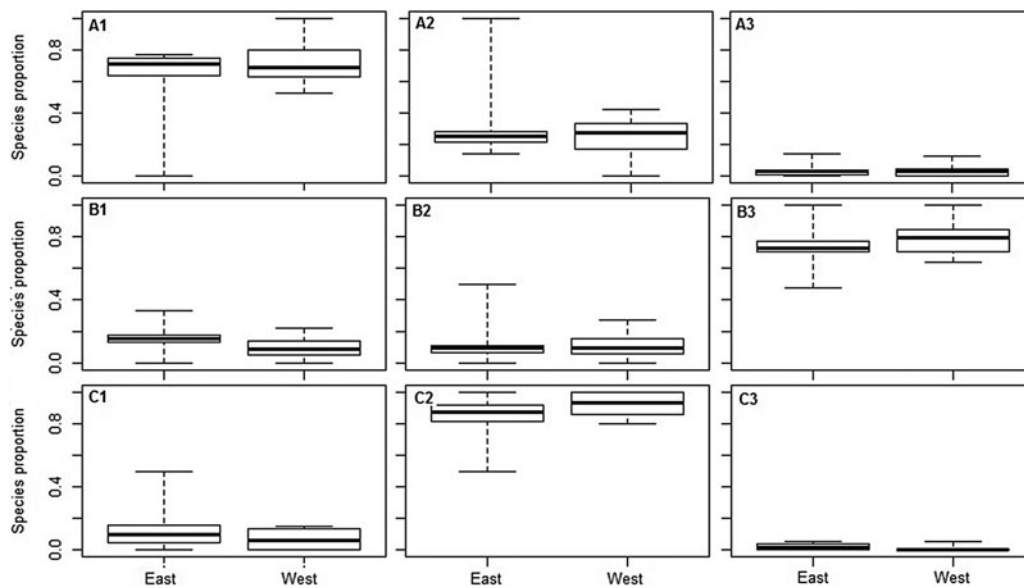 A1 A2 A3
Species proportion 0.0 0.4 0.8
B1 B2 B3
Species proportion 0.0 0.4 0.8
C1 C2 C3
Species proportion 0.0 0.4 0.8
East West East West East West